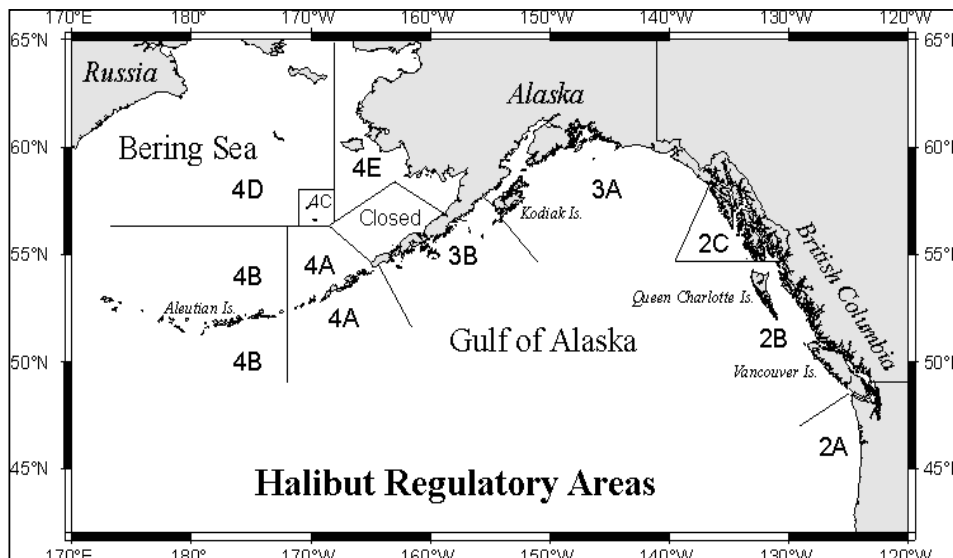 170°E 180° 170°W 160°W 150°W 140°W 130°W 120°W
65°N 65°N
Russia
Alaska
60°N 60°N
Bering Sea
4E
4D
4C
3A
Closed
Kodiak Is.
55°N 55°N
3B
2C
4B
4A
British Columbia
Aleutian Is.
4A
Queen Charlotte Is.
2B
Gulf of Alaska
50°N 50°N
4B
Vancouver Is.
2A
45°N 45°N
Halibut Regulatory Areas
170°E 180° 170°W 160°W 150°W 140°W 130°W 120°W